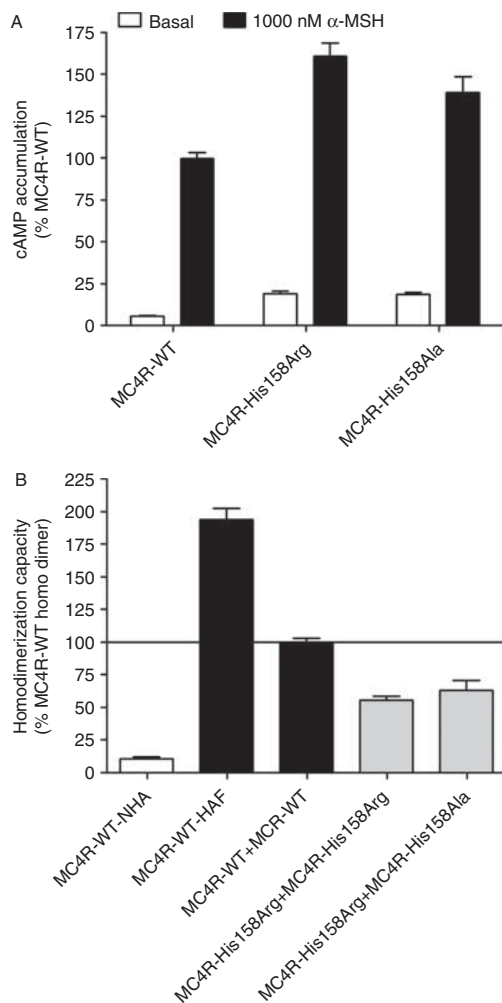 A
Basal
1000 nM α-MSH
cAMP accumulation
(% MC4R-WT)
175
150
125
100
75
50
25
0
MC4R-WT
MC4R-His158Arg
MC4R-His158Ala
B
Homodimerization capacity
(% MC4R-WT homo dimer)
225
200
175
150
125
100
75
50
25
0
MC4R-WT-NHA
MC4R-WT-HAF
MC4R-WT+MCR-WT
MC4R-His158Arg+MC4R-His158Arg
MC4R-His158Arg+MC4R-His158Ala